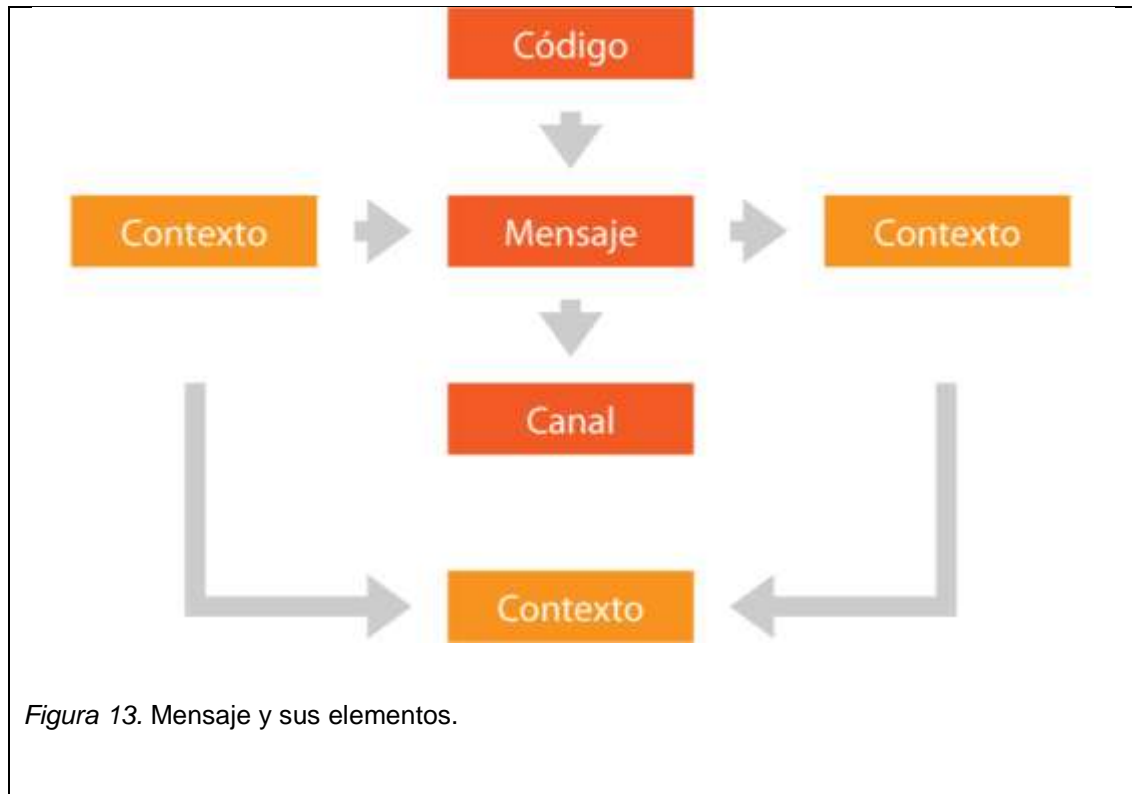 Código
Contexto
Mensaje
Contexto
Canal
Contexto
Figura 13. Mensaje y sus elementos.